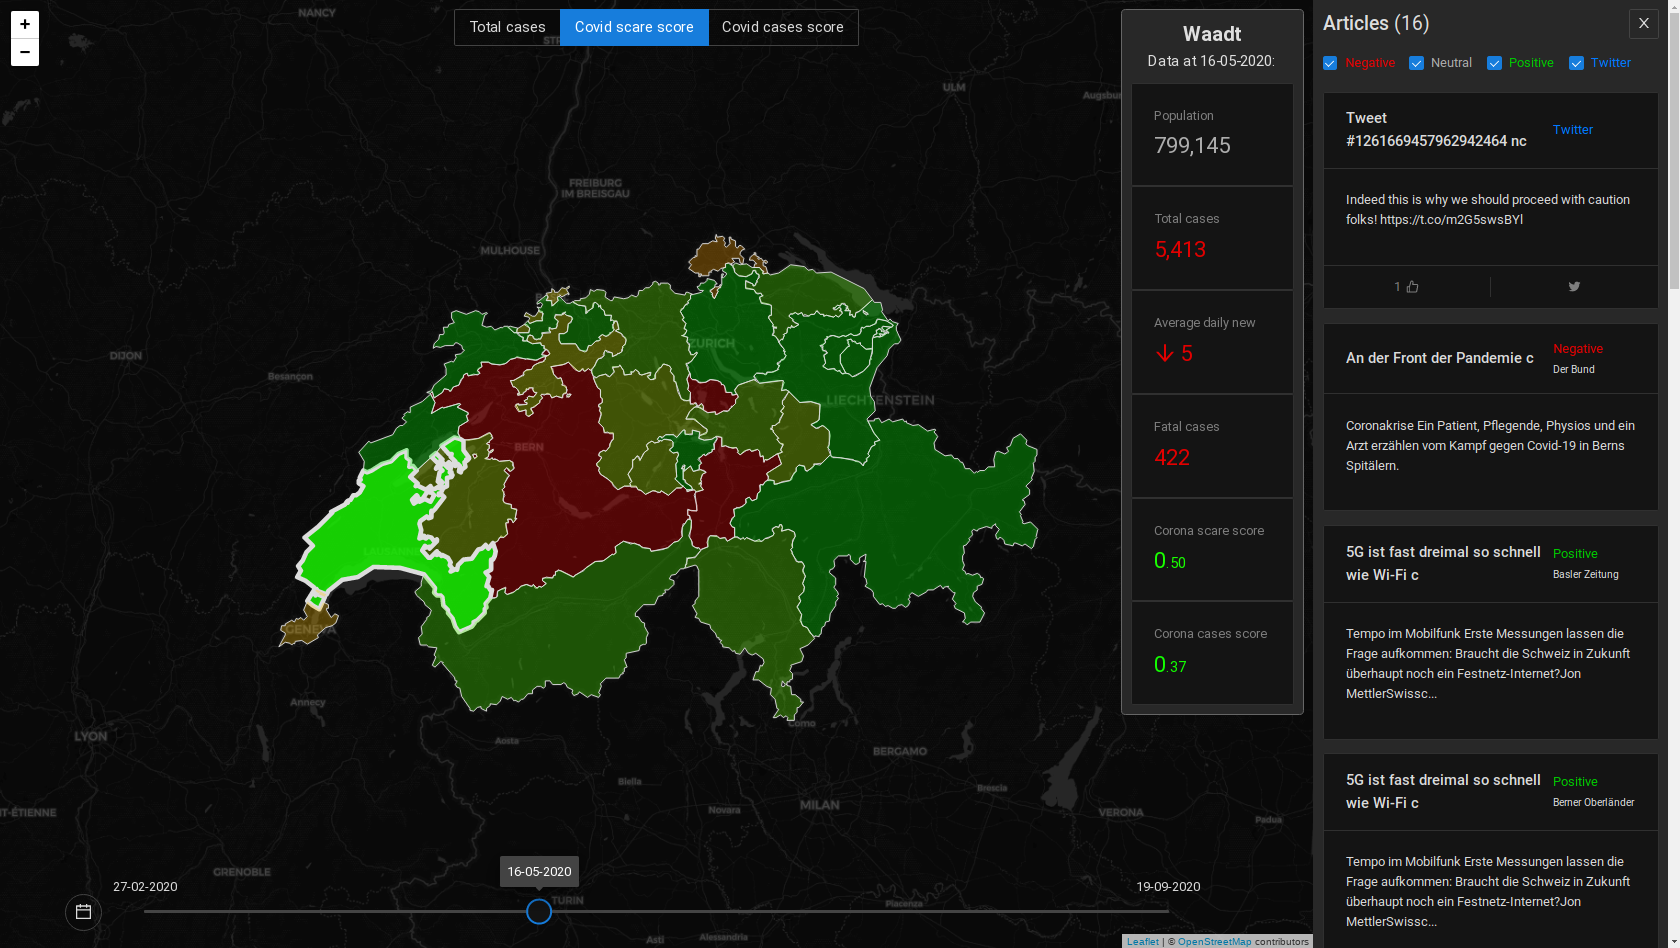 +
−
Total cases
Covid scare score
Covid cases score
NANCY
ULM
Augsbu
FREIBURG
IM BREISGAU
MULHOUSE
DIJON
Besançon
ZURICH
LIECHTENSTEIN
BERN
LAUSANNE
GENEVA
Annecy
LYON
Aosta
Como
BERGAMO
Biella
Brescia
Novara
MILAN
VERONA
Padua
T-ÉTIENNE
GRENOBLE
TURIN
Piacenza
Asti
Alessandria
27-02-2020
16-05-2020
19-09-2020
Leaflet | © OpenStreetMap contributors
Waadt
Data at 16-05-2020:
Population
799,145
Total cases
5,413
Average daily new
↓ 5
Fatal cases
422
Corona scare score
0.50
Corona cases score
0.37
Articles (16)
X
Negative
Neutral
Positive
Twitter
Tweet
#1261669457962942464 nc
Twitter
Indeed this is why we should proceed with caution
folks! https://t.co/m2G5swsBYl
1
An der Front der Pandemie c
Negative
Der Bund
Coronakrise Ein Patient, Pflegende, Physios und ein
Arzt erzählen vom Kampf gegen Covid-19 in Berns
Spitälern.
5G ist fast dreimal so schnell
wie Wi-Fi c
Positive
Basler Zeitung
Tempo im Mobilfunk Erste Messungen lassen die
Frage aufkommen: Braucht die Schweiz in Zukunft
überhaupt noch ein Festnetz-Internet?Jon
MettlerSwissc...
5G ist fast dreimal so schnell
wie Wi-Fi c
Positive
Berner Oberländer
Tempo im Mobilfunk Erste Messungen lassen die
Frage aufkommen: Braucht die Schweiz in Zukunft
überhaupt noch ein Festnetz-Internet?Jon
MettlerSwissc...